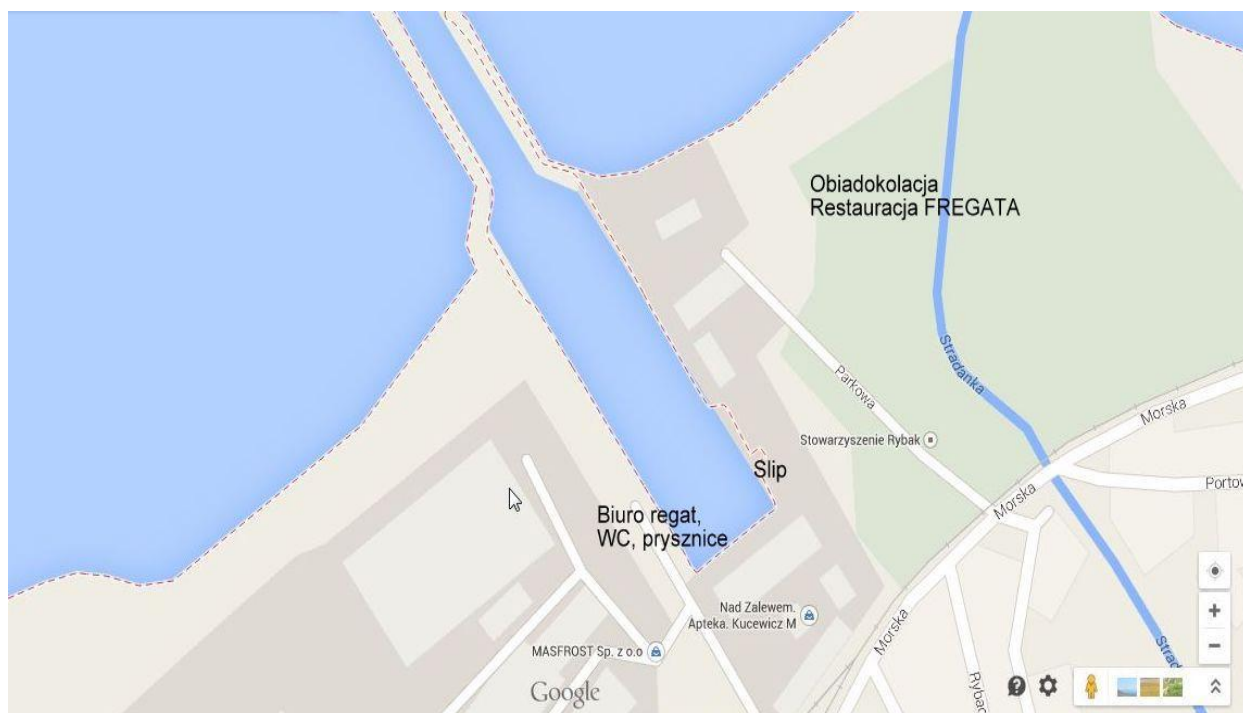 Obiadokolacja
Restauracja FREGATA
Stradanka
Parkowa
Morska
Stowarzyszenie Rybak
Slip
Portow
Morska
Biuro regat,
WC, prysznice
Nad Zalewem.
Apteka. Kucewicz M
Morska
MASFROST Sp. z o.o
Strada
Rybac
Google